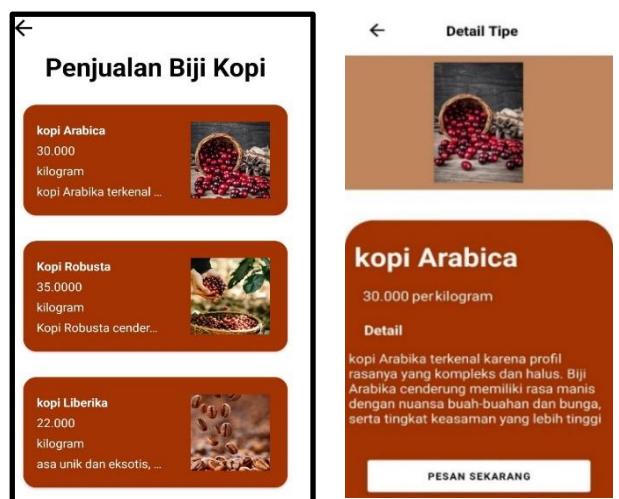 Penjualan Biji Kopi
kopi Arabica
30.000
kilogram
kopi Arabika terkenal ...
Kopi Robusta
35.0000
kilogram
Kopi Robusta cender...
kopi Liberika
22.000
kilogram
asa unik dan eksotis, ...
Detail Tipe
kopi Arabica
30.000 perkilogram
Detail
kopi Arabika terkenal karena profil
rasanya yang kompleks dan halus. Biji
Arabika cenderung memiliki rasa manis
dengan nuansa buah-buahan dan bunga,
serta tingkat keasaman yang lebih tinggi
PESAN SEKARANG